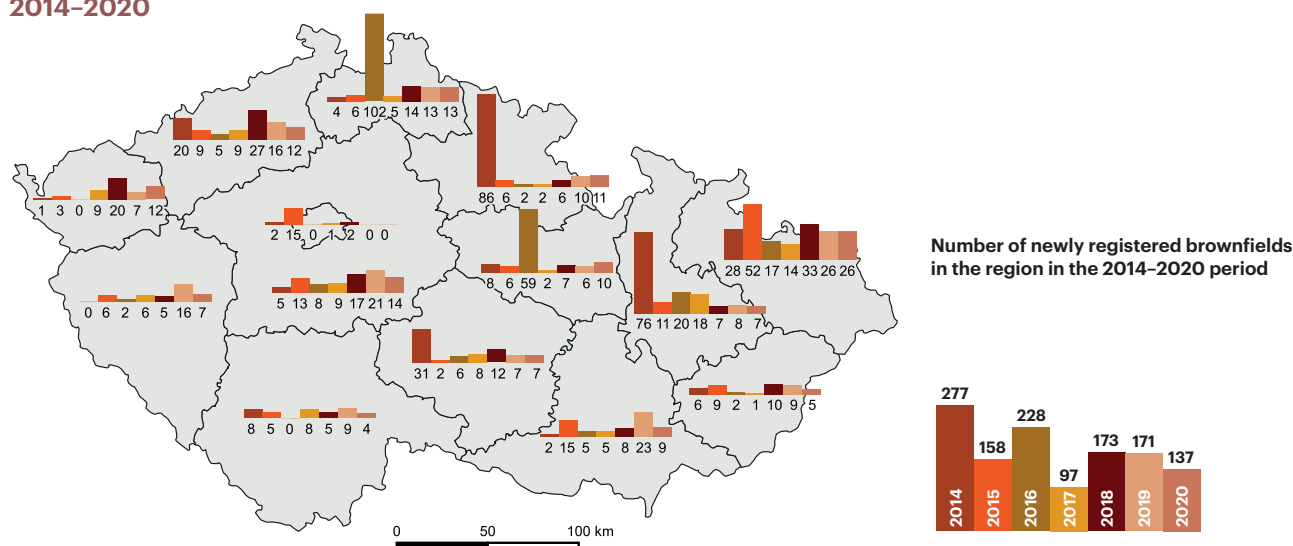 2014–2020
4 6 102 5 14 13 13
20 9 5 9 27 16 12
86 6 2 2 6 10 11
1 3 0 9 20 7 12
2 15 0 1 2 0 0
Number of newly registered brownfields
in the region in the 2014–2020 period
28 52 17 14 33 26 26
8 6 59 2 7 6 10
5 13 8 9 17 21 14
0 6 2 6 5 16 7
76 11 20 18 7 8 7
31 2 6 8 12 7 7
6 9 2 1 10 9 5
8 5 0 8 5 9 4
2 15 5 5 8 23 9
277 158 228 97 173 171 137
2014 2015 2016 2017 2018 2019 2020
0 50 100 km